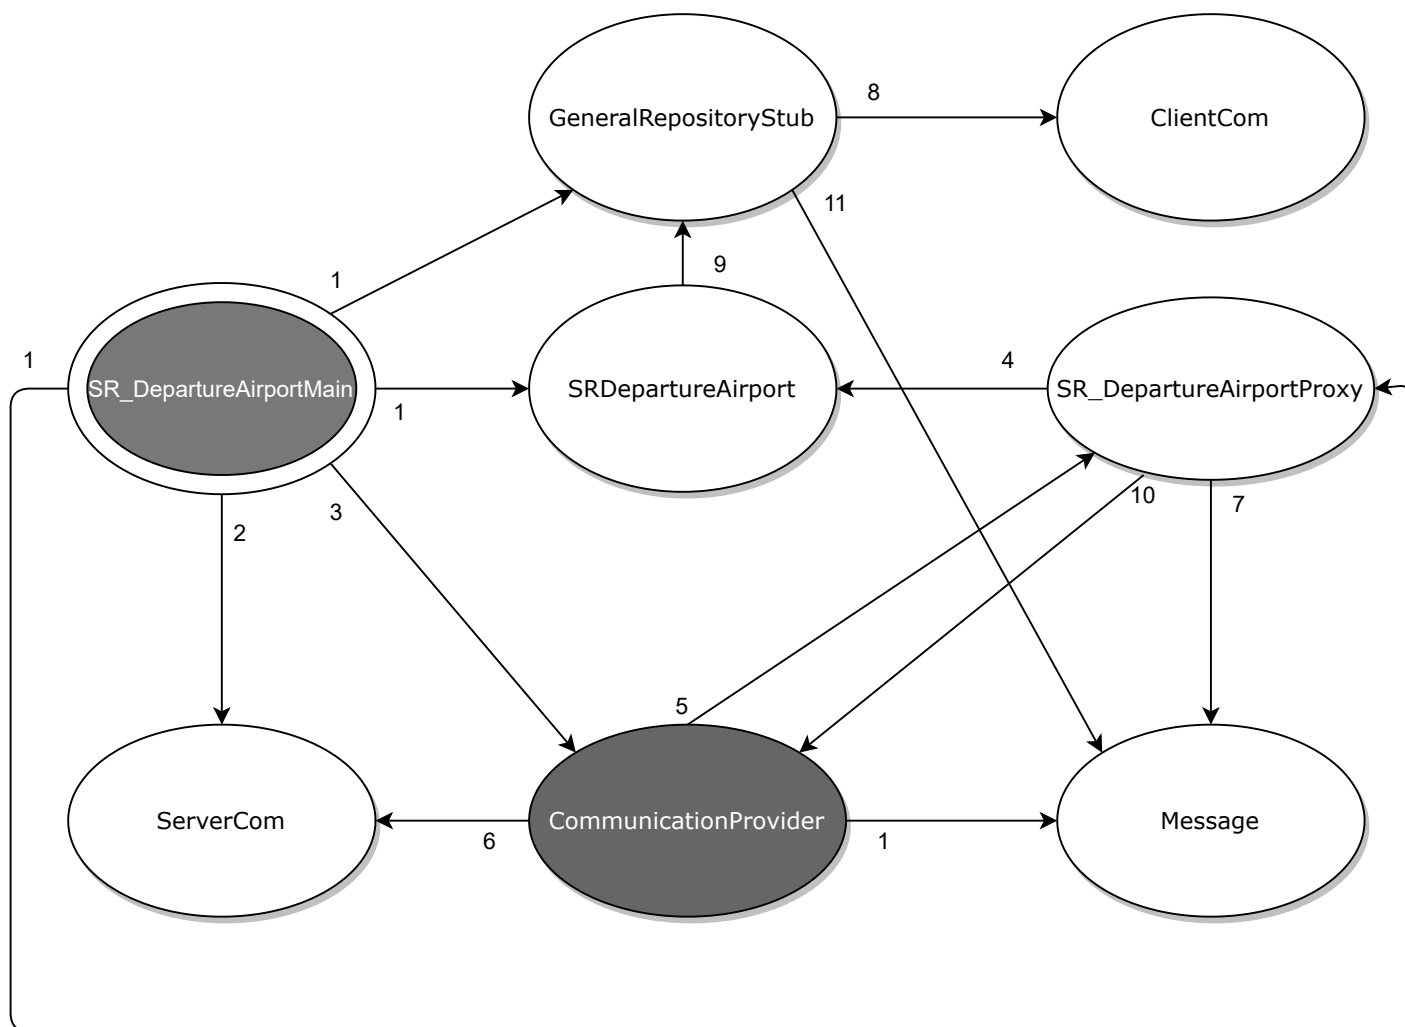 8
GeneralRepositoryStub
ClientCom
11
9
1
1
4
SR_DepartureAirportMain
SRDepartureAirport
SR_DepartureAirportProxy
1
10
7
3
2
5
ServerCom
CommunicationProvider
Message
6
1